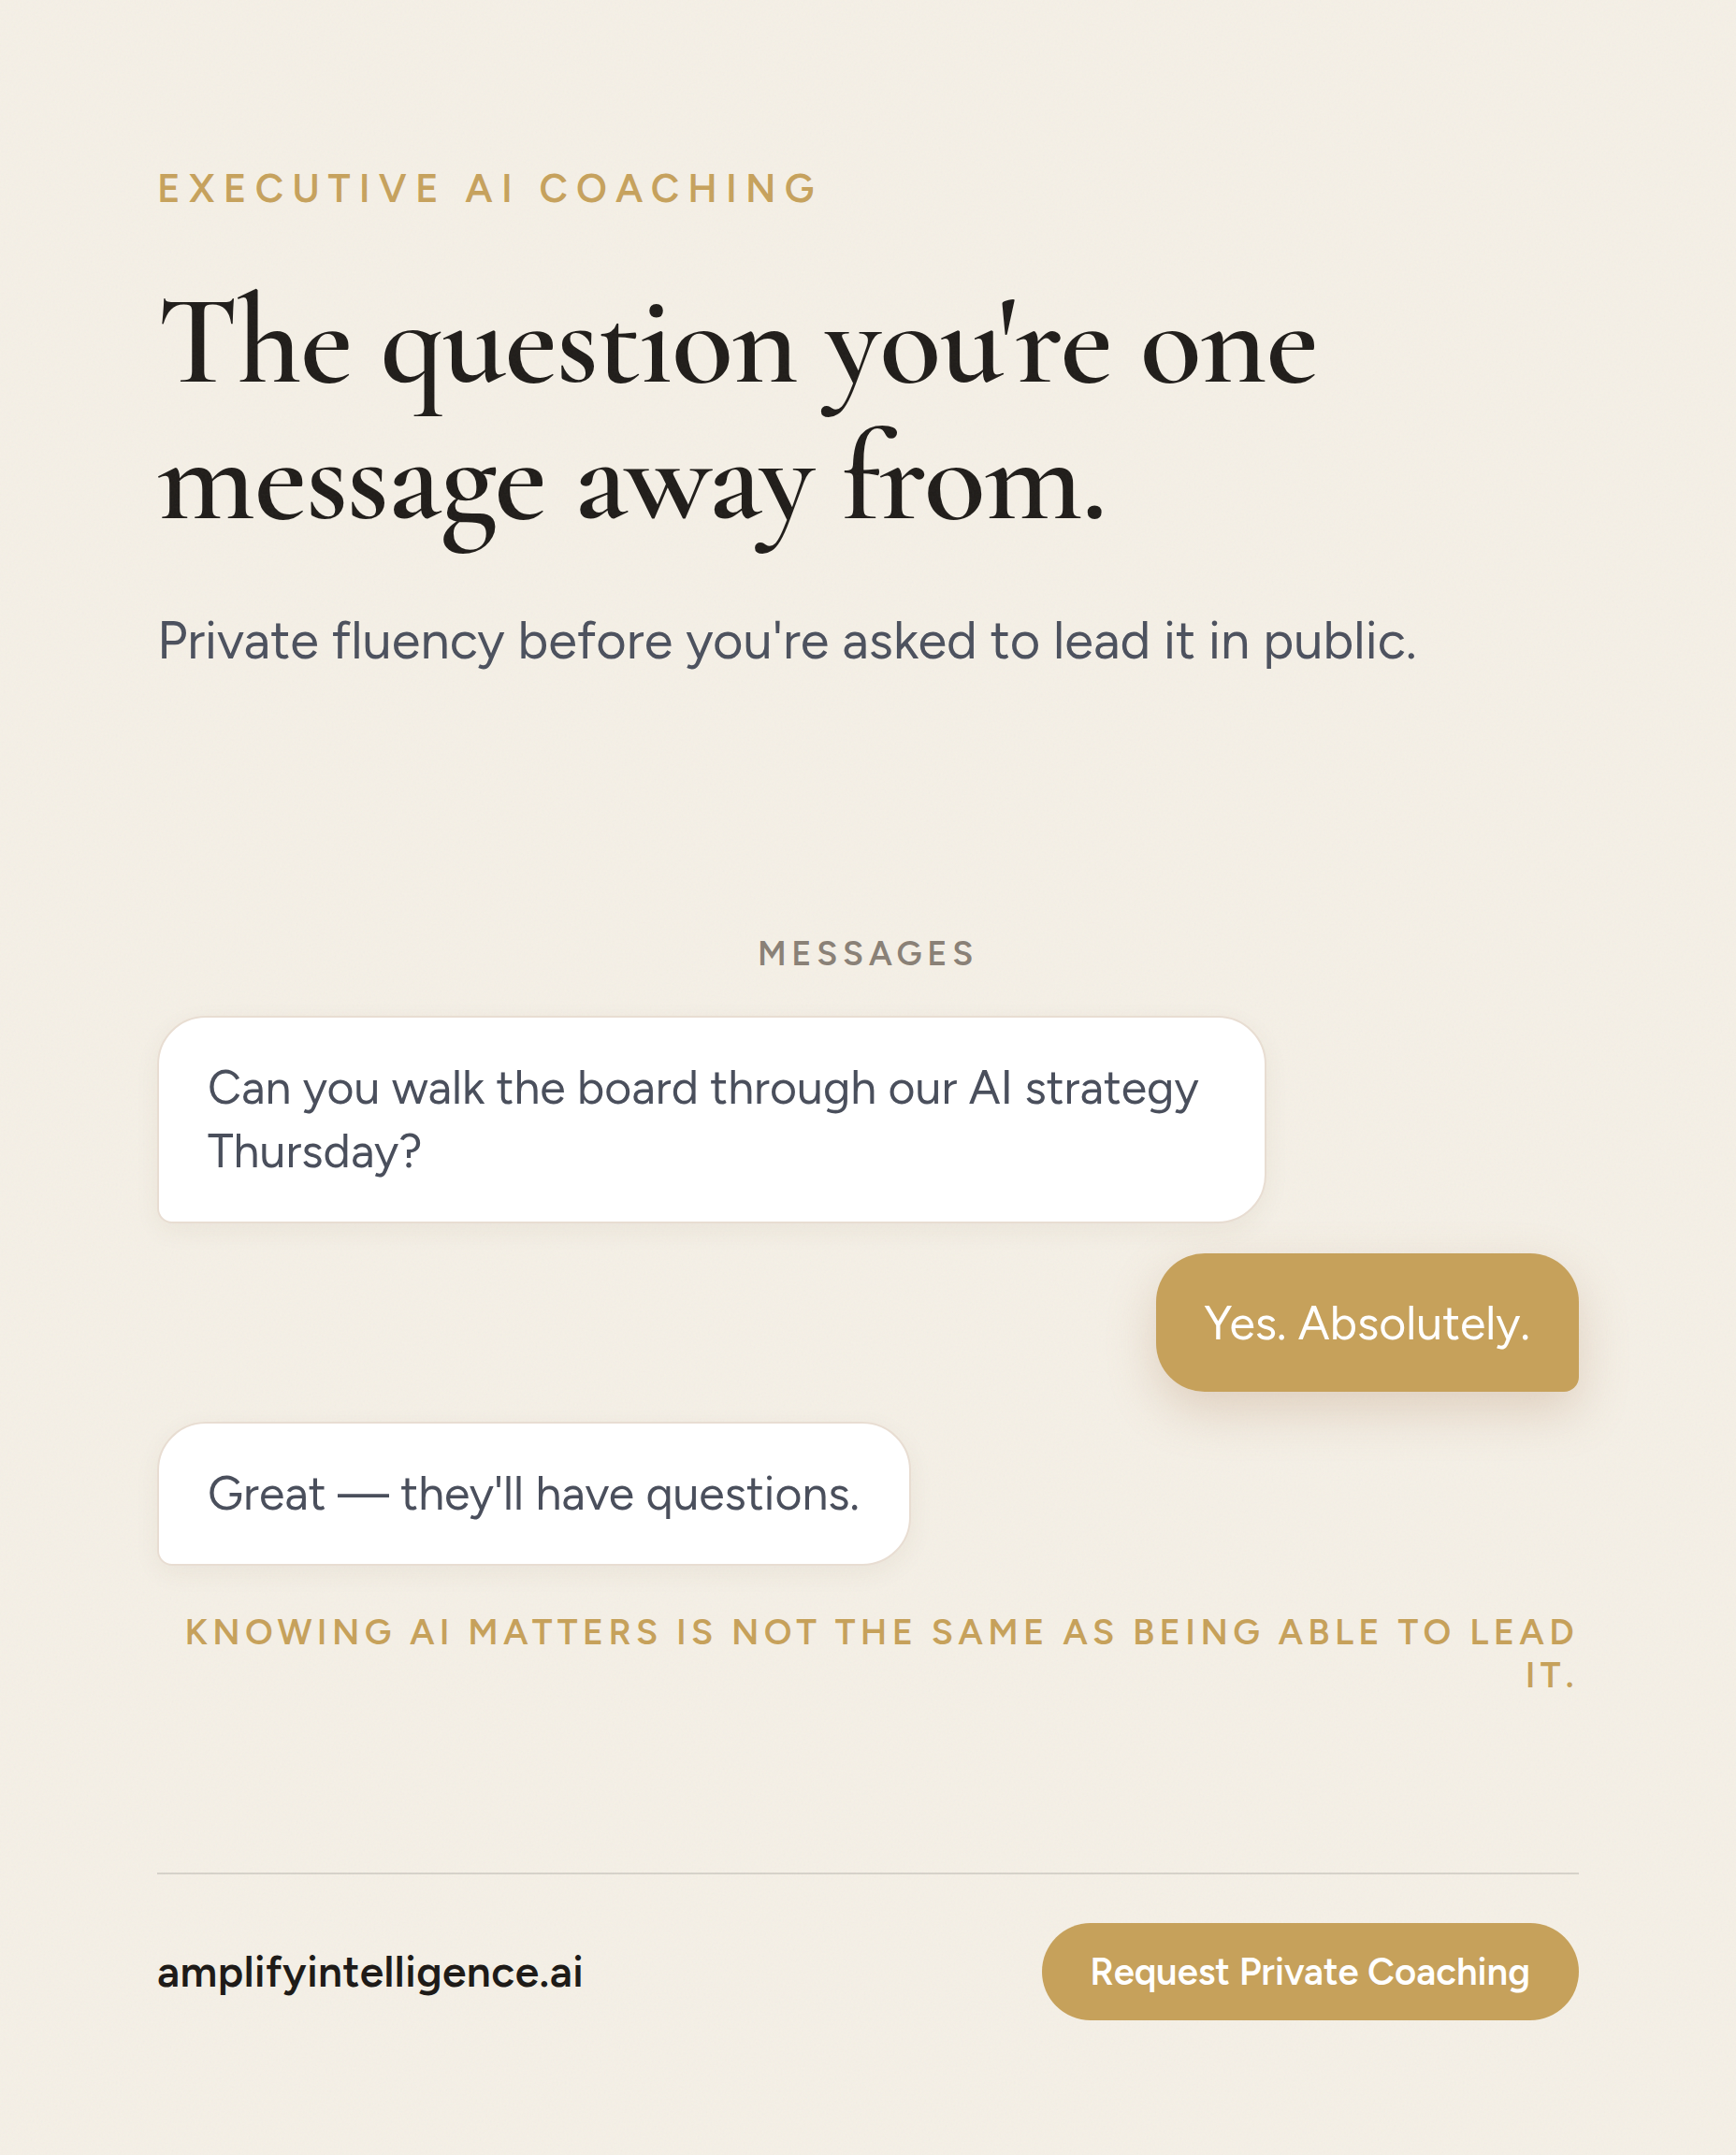 EXECUTIVE AI COACHING
The question you're one
message away from.
Private fluency before you're asked to lead it in public.
MESSAGES
Can you walk the board through our AI strategy
Thursday?
Yes. Absolutely.
Great — they'll have questions.
KNOWING AI MATTERS IS NOT THE SAME AS BEING ABLE TO LEAD
IT.
amplifyintelligence.ai
Request Private Coaching